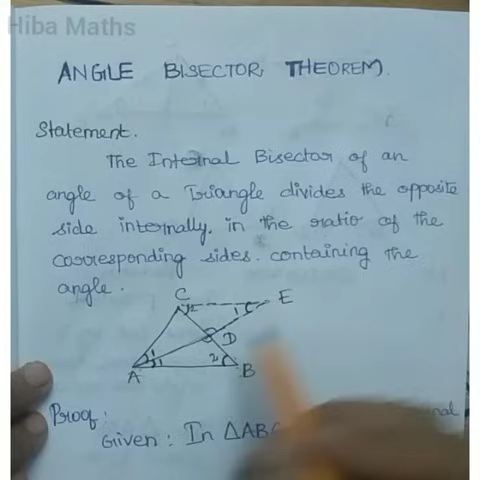 Hiba Maths
ANGLE BISECTOR THEOREM.
Statement.
The Internal Bisector of an
angle of a Triangle divides the opposite
side internally in the ratio of the
corresponding sides containing the
angle.
C E
D
A B
Proof:
Given: In ΔABC